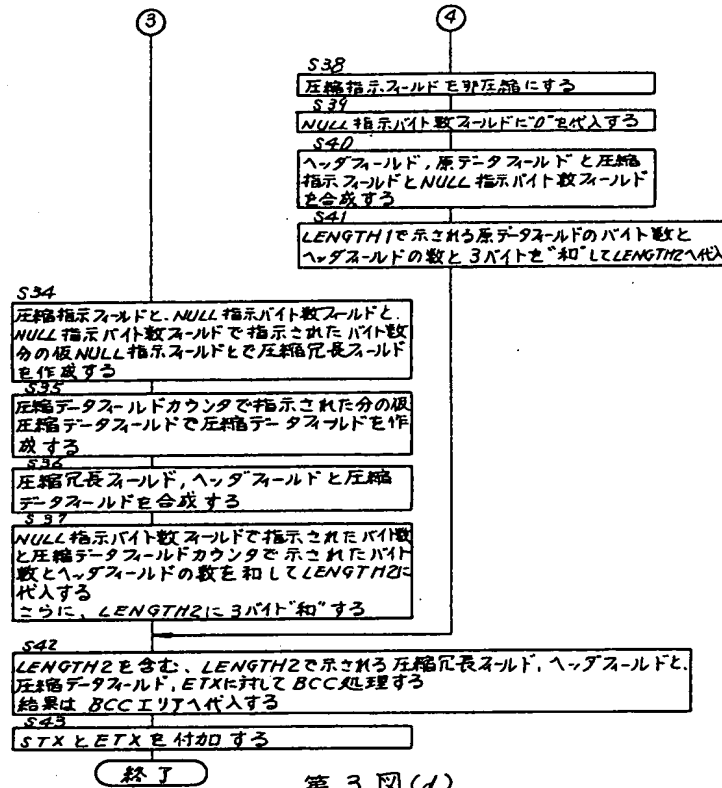 3
4
S38
圧縮指示フィールドを非圧縮にする
S39
NULL指示バイト数フィールドに"0"を代入する
S40
ヘッダフィールド,原データフィールドと圧縮
指示フィールドとNULL指示バイト数フィールド
を合成する
S41
LENGTH1で示される原データフィールドのバイト数と
ヘッダフィールドの数と3バイトを"和"してLENGTH2へ代入
S34
圧縮指示フィールドと、NULL指示バイト数フィールドと、
NULL指示バイト数フィールドで指示されたバイト数
分の仮NULL指示フィールドとで圧縮冗長フィールド
を作成する
S35
圧縮データフィールドカウンタで指示された分の仮
圧縮データフィールドで圧縮データフィールドを作
成する
S36
圧縮冗長フィールド,ヘッダフィールドと圧縮
データフィールドを合成する
S37
NULL指示バイト数フィールドで指示されたバイト数
と圧縮データフィールドカウンタで示されたバイト
数とヘッダフィールドの数を和してLENGTH2に
代入する
さらに、LENGTH2に3バイト"和"する
S42
LENGTH2を含む、LENGTH2で示される圧縮冗長フィールド,ヘッダフィールドと、
圧縮データフィールド,ETXに対してBCC処理する
結果はBCCエリアへ代入する
S43
STXとETXを付加する
終了
第3図(d)